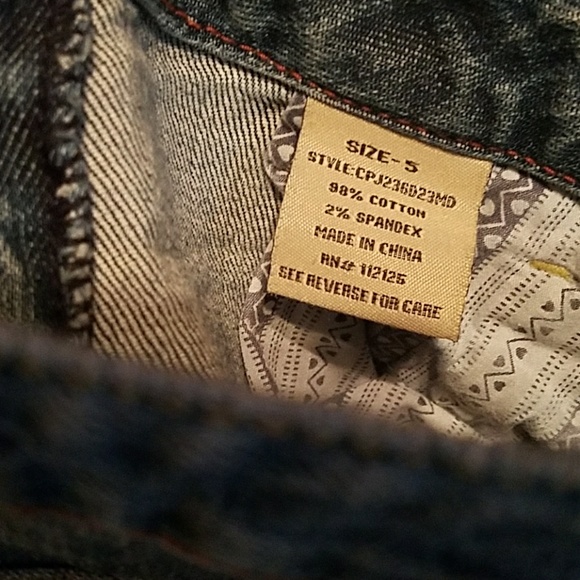 SIZE-5
STYLE:CPJ236D23MD
98% COTTON
2% SPANDEX
MADE IN CHINA
RN# 112125
SEE REVERSE FOR CARE